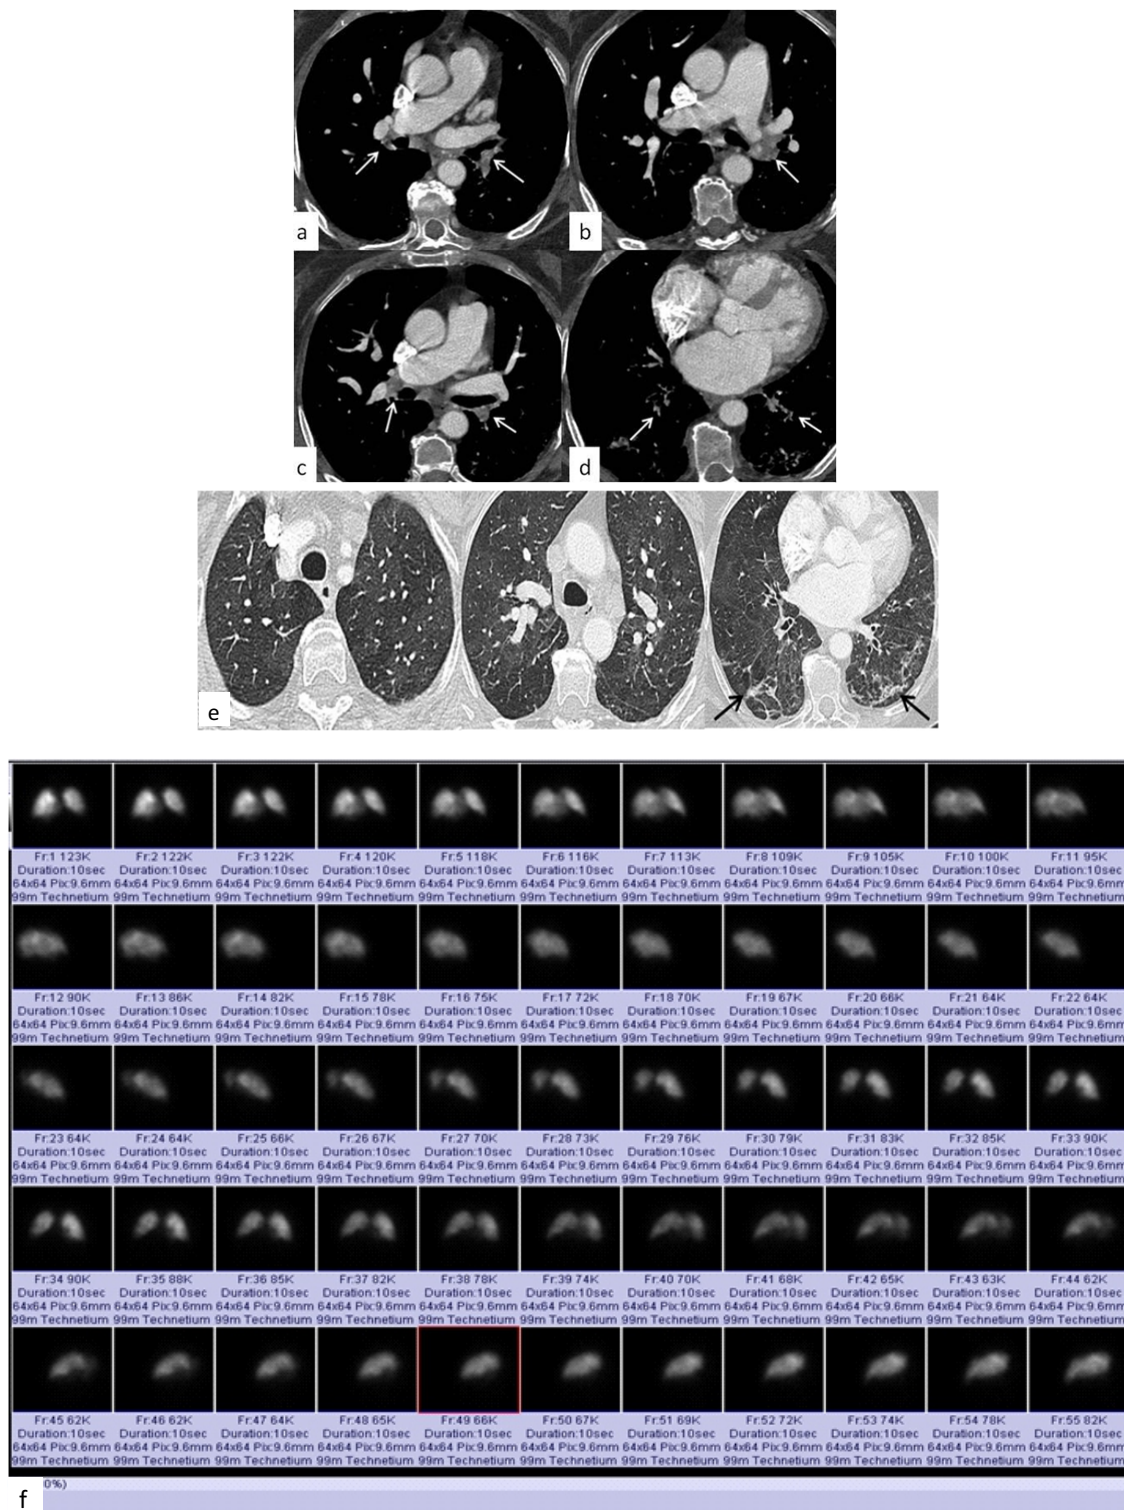 a
b
c
d
e
Fr:1 123K Fr:2 122K Fr:3 122K Fr:4 120K Fr:5 118K Fr:6 116K Fr:7 113K Fr:8 109K Fr:9 105K Fr:10 100K Fr:11 95K
Duration:10sec Duration:10sec Duration:10sec Duration:10sec Duration:10sec Duration:10sec Duration:10sec Duration:10sec Duration:10sec Duration:10sec Duration:10sec
64x64 Pix:9.6mm 64x64 Pix:9.6mm 64x64 Pix:9.6mm 64x64 Pix:9.6mm 64x64 Pix:9.6mm 64x64 Pix:9.6mm 64x64 Pix:9.6mm 64x64 Pix:9.6mm 64x64 Pix:9.6mm 64x64 Pix:9.6mm 64x64 Pix:9.6mm
99m Technetium 99m Technetium 99m Technetium 99m Technetium 99m Technetium 99m Technetium 99m Technetium 99m Technetium 99m Technetium 99m Technetium 99m Technetium
Fr:12 90K Fr:13 86K Fr:14 82K Fr:15 78K Fr:16 75K Fr:17 72K Fr:18 70K Fr:19 67K Fr:20 66K Fr:21 64K Fr:22 64K
Duration:10sec Duration:10sec Duration:10sec Duration:10sec Duration:10sec Duration:10sec Duration:10sec Duration:10sec Duration:10sec Duration:10sec Duration:10sec
64x64 Pix:9.6mm 64x64 Pix:9.6mm 64x64 Pix:9.6mm 64x64 Pix:9.6mm 64x64 Pix:9.6mm 64x64 Pix:9.6mm 64x64 Pix:9.6mm 64x64 Pix:9.6mm 64x64 Pix:9.6mm 64x64 Pix:9.6mm 64x64 Pix:9.6mm
99m Technetium 99m Technetium 99m Technetium 99m Technetium 99m Technetium 99m Technetium 99m Technetium 99m Technetium 99m Technetium 99m Technetium 99m Technetium
Fr:23 64K Fr:24 64K Fr:25 66K Fr:26 67K Fr:27 70K Fr:28 73K Fr:29 76K Fr:30 79K Fr:31 83K Fr:32 85K Fr:33 90K
Duration:10sec Duration:10sec Duration:10sec Duration:10sec Duration:10sec Duration:10sec Duration:10sec Duration:10sec Duration:10sec Duration:10sec Duration:10sec
64x64 Pix:9.6mm 64x64 Pix:9.6mm 64x64 Pix:9.6mm 64x64 Pix:9.6mm 64x64 Pix:9.6mm 64x64 Pix:9.6mm 64x64 Pix:9.6mm 64x64 Pix:9.6mm 64x64 Pix:9.6mm 64x64 Pix:9.6mm 64x64 Pix:9.6mm
99m Technetium 99m Technetium 99m Technetium 99m Technetium 99m Technetium 99m Technetium 99m Technetium 99m Technetium 99m Technetium 99m Technetium 99m Technetium
Fr:34 90K Fr:35 88K Fr:36 85K Fr:37 82K Fr:38 78K Fr:39 74K Fr:40 70K Fr:41 68K Fr:42 65K Fr:43 63K Fr:44 62K
Duration:10sec Duration:10sec Duration:10sec Duration:10sec Duration:10sec Duration:10sec Duration:10sec Duration:10sec Duration:10sec Duration:10sec Duration:10sec
64x64 Pix:9.6mm 64x64 Pix:9.6mm 64x64 Pix:9.6mm 64x64 Pix:9.6mm 64x64 Pix:9.6mm 64x64 Pix:9.6mm 64x64 Pix:9.6mm 64x64 Pix:9.6mm 64x64 Pix:9.6mm 64x64 Pix:9.6mm 64x64 Pix:9.6mm
99m Technetium 99m Technetium 99m Technetium 99m Technetium 99m Technetium 99m Technetium 99m Technetium 99m Technetium 99m Technetium 99m Technetium 99m Technetium
Fr:45 62K Fr:46 62K Fr:47 64K Fr:48 65K Fr:49 66K Fr:50 67K Fr:51 69K Fr:52 72K Fr:53 74K Fr:54 78K Fr:55 82K
Duration:10sec Duration:10sec Duration:10sec Duration:10sec Duration:10sec Duration:10sec Duration:10sec Duration:10sec Duration:10sec Duration:10sec Duration:10sec
64x64 Pix:9.6mm 64x64 Pix:9.6mm 64x64 Pix:9.6mm 64x64 Pix:9.6mm 64x64 Pix:9.6mm 64x64 Pix:9.6mm 64x64 Pix:9.6mm 64x64 Pix:9.6mm 64x64 Pix:9.6mm 64x64 Pix:9.6mm 64x64 Pix:9.6mm
99m Technetium 99m Technetium 99m Technetium 99m Technetium 99m Technetium 99m Technetium 99m Technetium 99m Technetium 99m Technetium 99m Technetium 99m Technetium
0%)
f